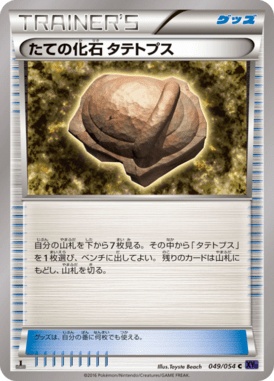 TRAINER'S
グッズ
たての化石 タテトプス
自分の山札を下から7枚見る。その中から「タテトプス」
を1枚選び、ベンチに出してよい。残りのカードは山札に
もどし、山札を切る。
グッズは、自分の番に何枚でも使える。
Illus. Toyste Beach
049/054 C
XY
©2016 Pokémon/Nintendo/Creatures/GAME FREAK.